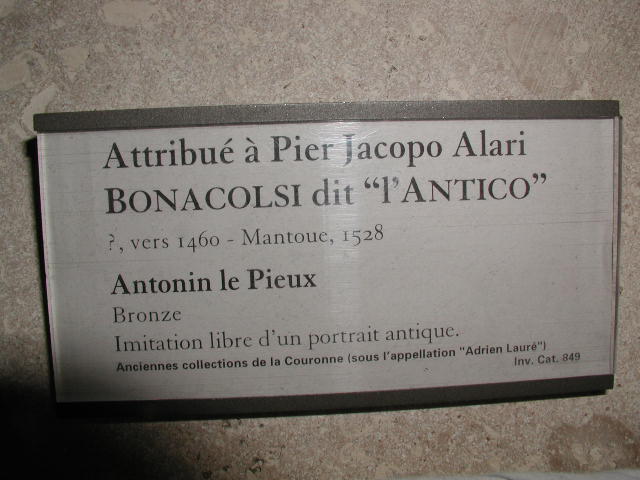 Attribué à Pier Jacopo Alari
BONACOLSI dit “l’ANTICO”
?, vers 1460 - Mantoue, 1528
Antonin le Pieux
Bronze
Imitation libre d’un portrait antique.
Anciennes collections de la Couronne (sous l’appellation "Adrien Lauré")
Inv. Cat. 849